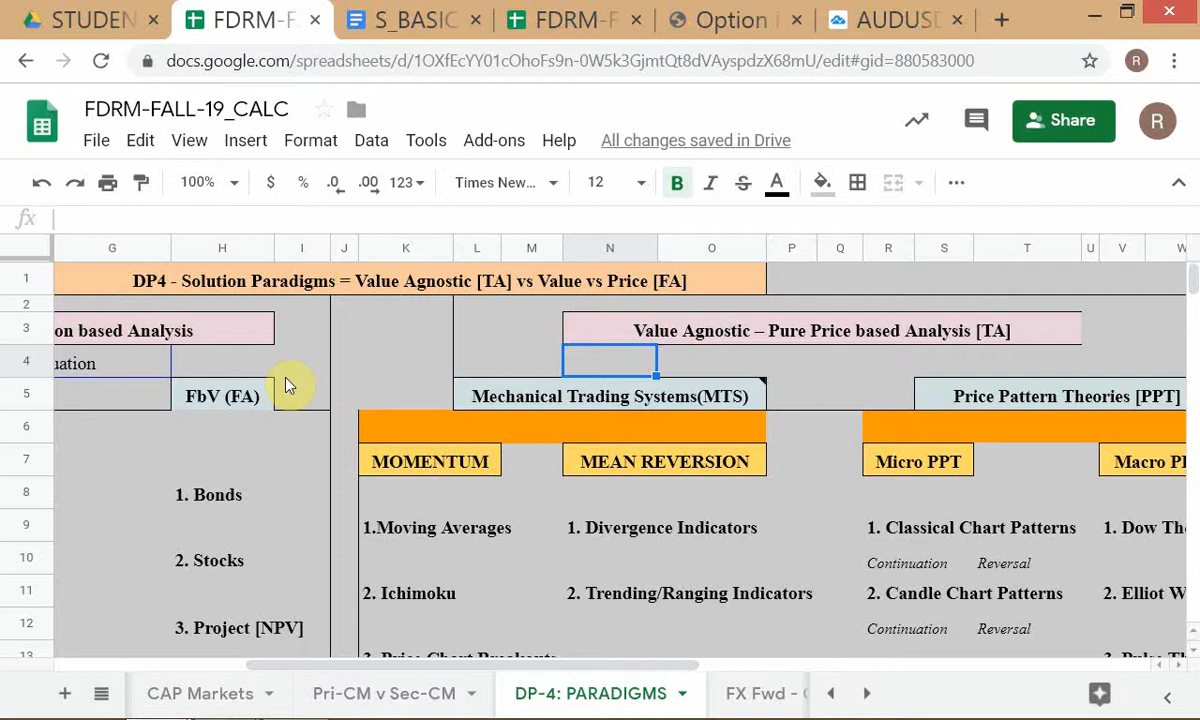 STUDEN
FDRM-F
S_BASIC
FDRM-F
Option
AUDUSD
docs.google.com/spreadsheets/d/1OXfEcYY01cOhoFs9n-0W5k3GjmtQt8dVAyspdzX68mU/edit#gid=880583000
R
FDRM-FALL-19_CALC
File Edit View Insert Format Data Tools Add-ons Help All changes saved in Drive
Share
R
100% $ % .0 .00 123 Times New... 12 B I S A
fx
G H I J K L M N O P Q R S T U V W
1 DP4 - Solution Paradigms = Value Agnostic [TA] vs Value vs Price [FA]
2
3 on based Analysis Value Agnostic – Pure Price based Analysis [TA]
4 uation
5 FbV (FA) Mechanical Trading Systems(MTS) Price Pattern Theories [PPT]
6
7 MOMENTUM MEAN REVERSION Micro PPT Macro PP
8 1. Bonds
9 1.Moving Averages 1. Divergence Indicators 1. Classical Chart Patterns 1. Dow Th
10 2. Stocks Continuation Reversal
11 2. Ichimoku 2. Trending/Ranging Indicators 2. Candle Chart Patterns 2. Elliot W
12 3. Project [NPV] Continuation Reversal
13 3. Price Chart Breakouts
CAP Markets Pri-CM v Sec-CM DP-4: PARADIGMS FX Fwd -